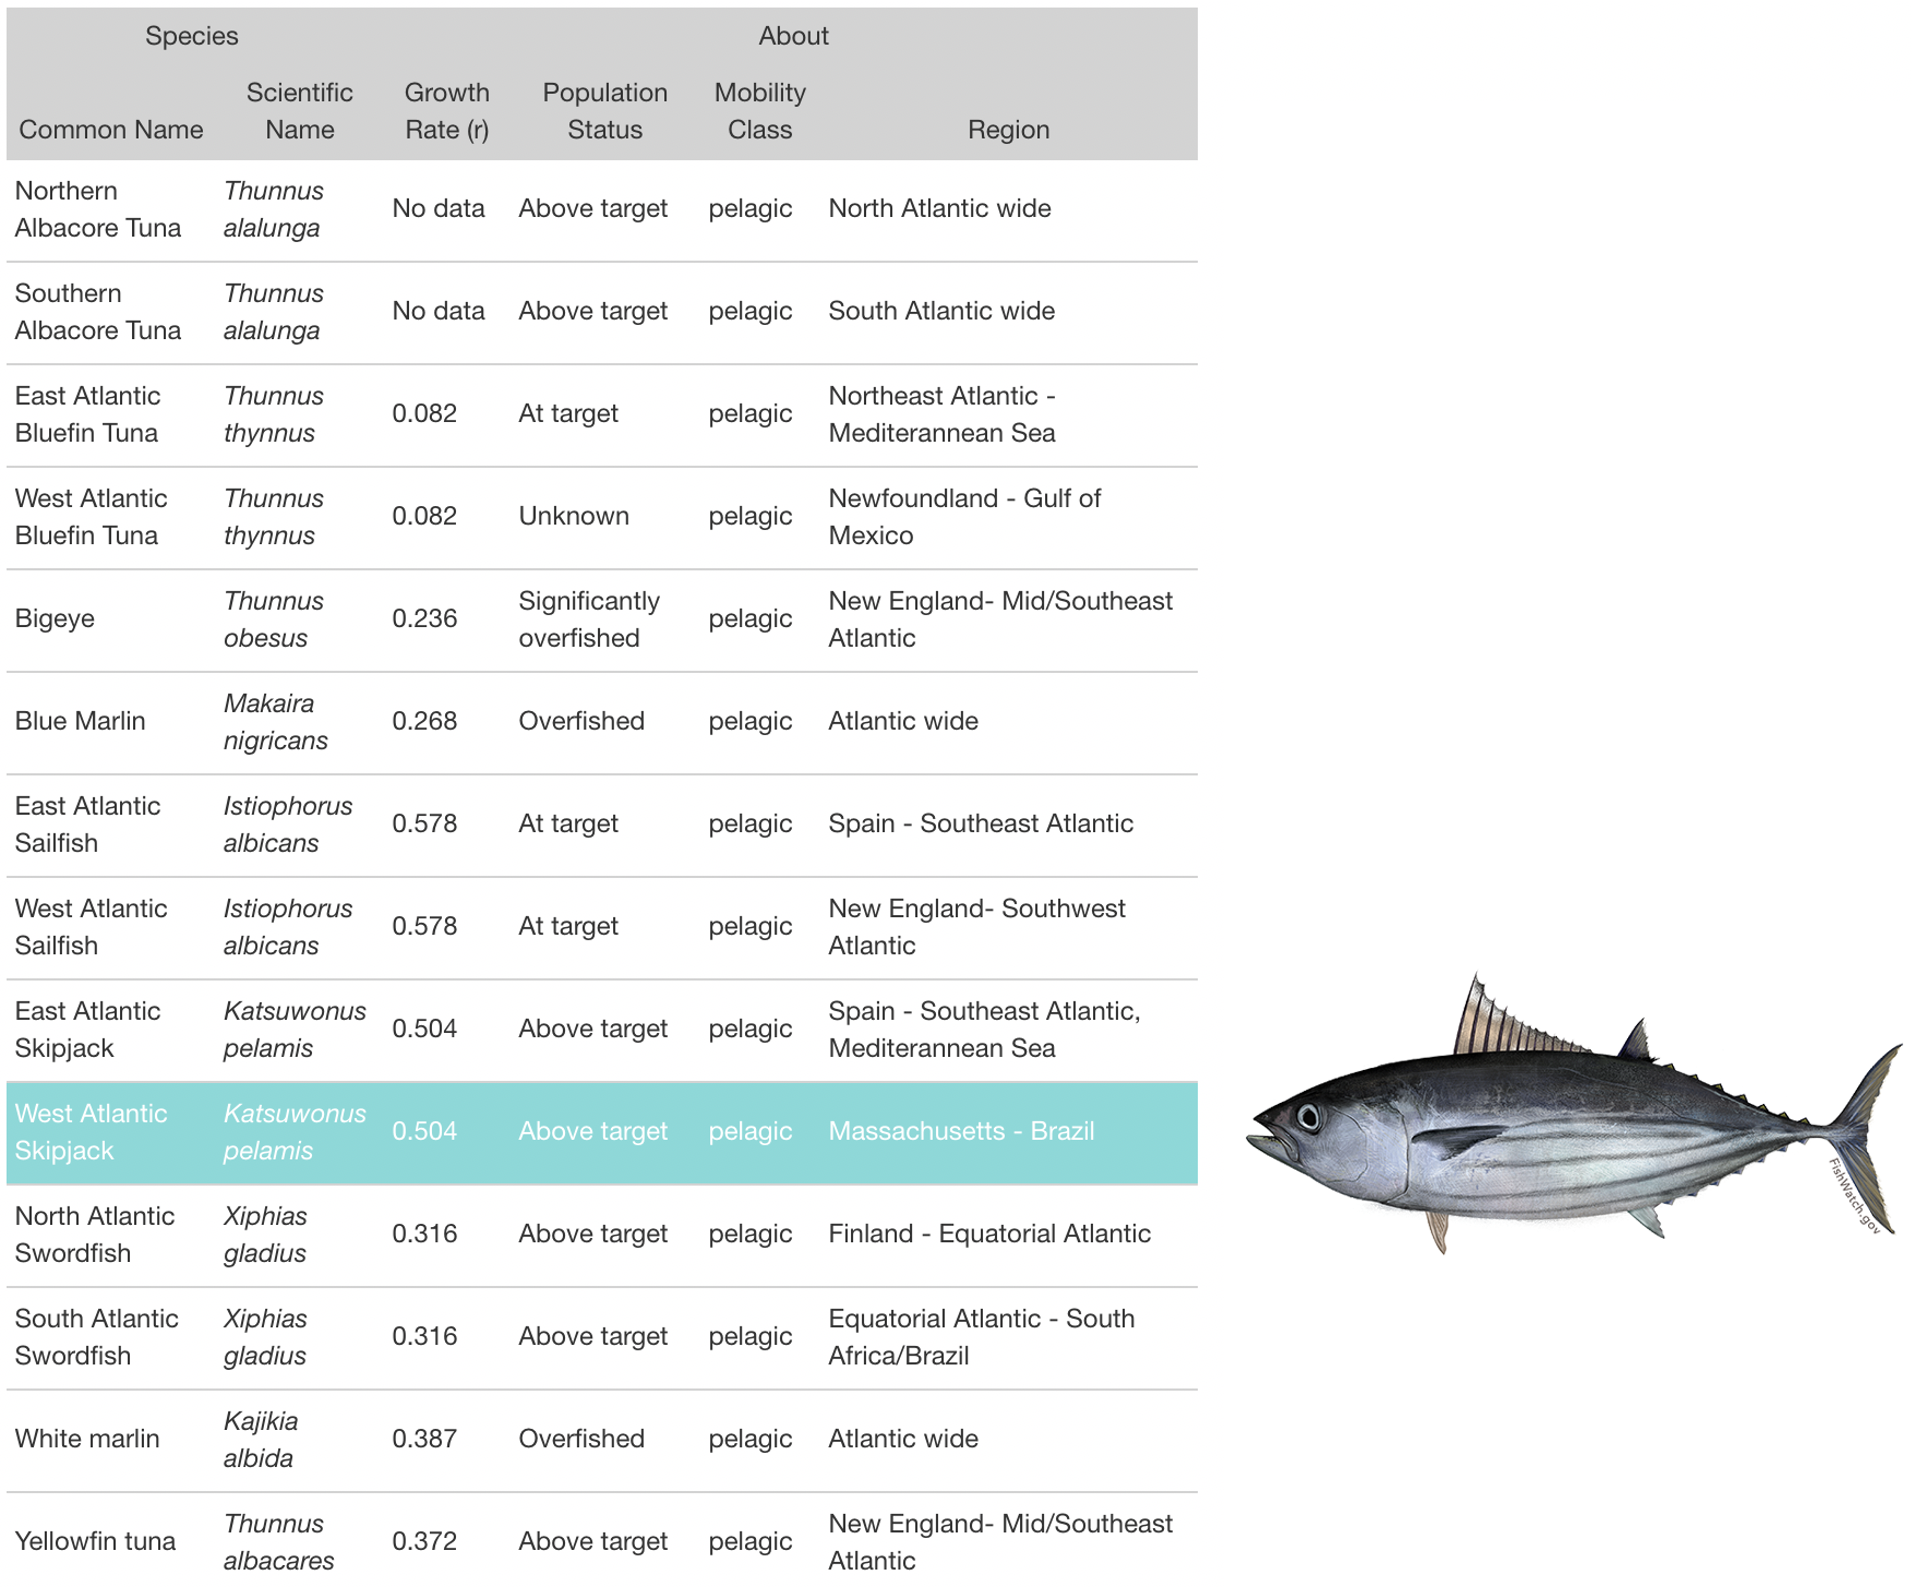 Species About
Common Name Scientific Name Growth Rate (r) Population Status Mobility Class Region
Northern Albacore Tuna Thunnus alalunga No data Above target pelagic North Atlantic wide
Southern Albacore Tuna Thunnus alalunga No data Above target pelagic South Atlantic wide
East Atlantic Bluefin Tuna Thunnus thynnus 0.082 At target pelagic Northeast Atlantic - Mediterannean Sea
West Atlantic Bluefin Tuna Thunnus thynnus 0.082 Unknown pelagic Newfoundland - Gulf of Mexico
Bigeye Thunnus obesus 0.236 Significantly overfished pelagic New England- Mid/Southeast Atlantic
Blue Marlin Makaira nigricans 0.268 Overfished pelagic Atlantic wide
East Atlantic Sailfish Istiophorus albicans 0.578 At target pelagic Spain - Southeast Atlantic
West Atlantic Sailfish Istiophorus albicans 0.578 At target pelagic New England- Southwest Atlantic
East Atlantic Skipjack Katsuwonus pelamis 0.504 Above target pelagic Spain - Southeast Atlantic, Mediterannean Sea
West Atlantic Skipjack Katsuwonus pelamis 0.504 Above target pelagic Massachusetts - Brazil
North Atlantic Swordfish Xiphias gladius 0.316 Above target pelagic Finland - Equatorial Atlantic
South Atlantic Swordfish Xiphias gladius 0.316 Above target pelagic Equatorial Atlantic - South Africa/Brazil
White marlin Kajikia albida 0.387 Overfished pelagic Atlantic wide
Yellowfin tuna Thunnus albacares 0.372 Above target pelagic New England- Mid/Southeast Atlantic
FishWatch.gov